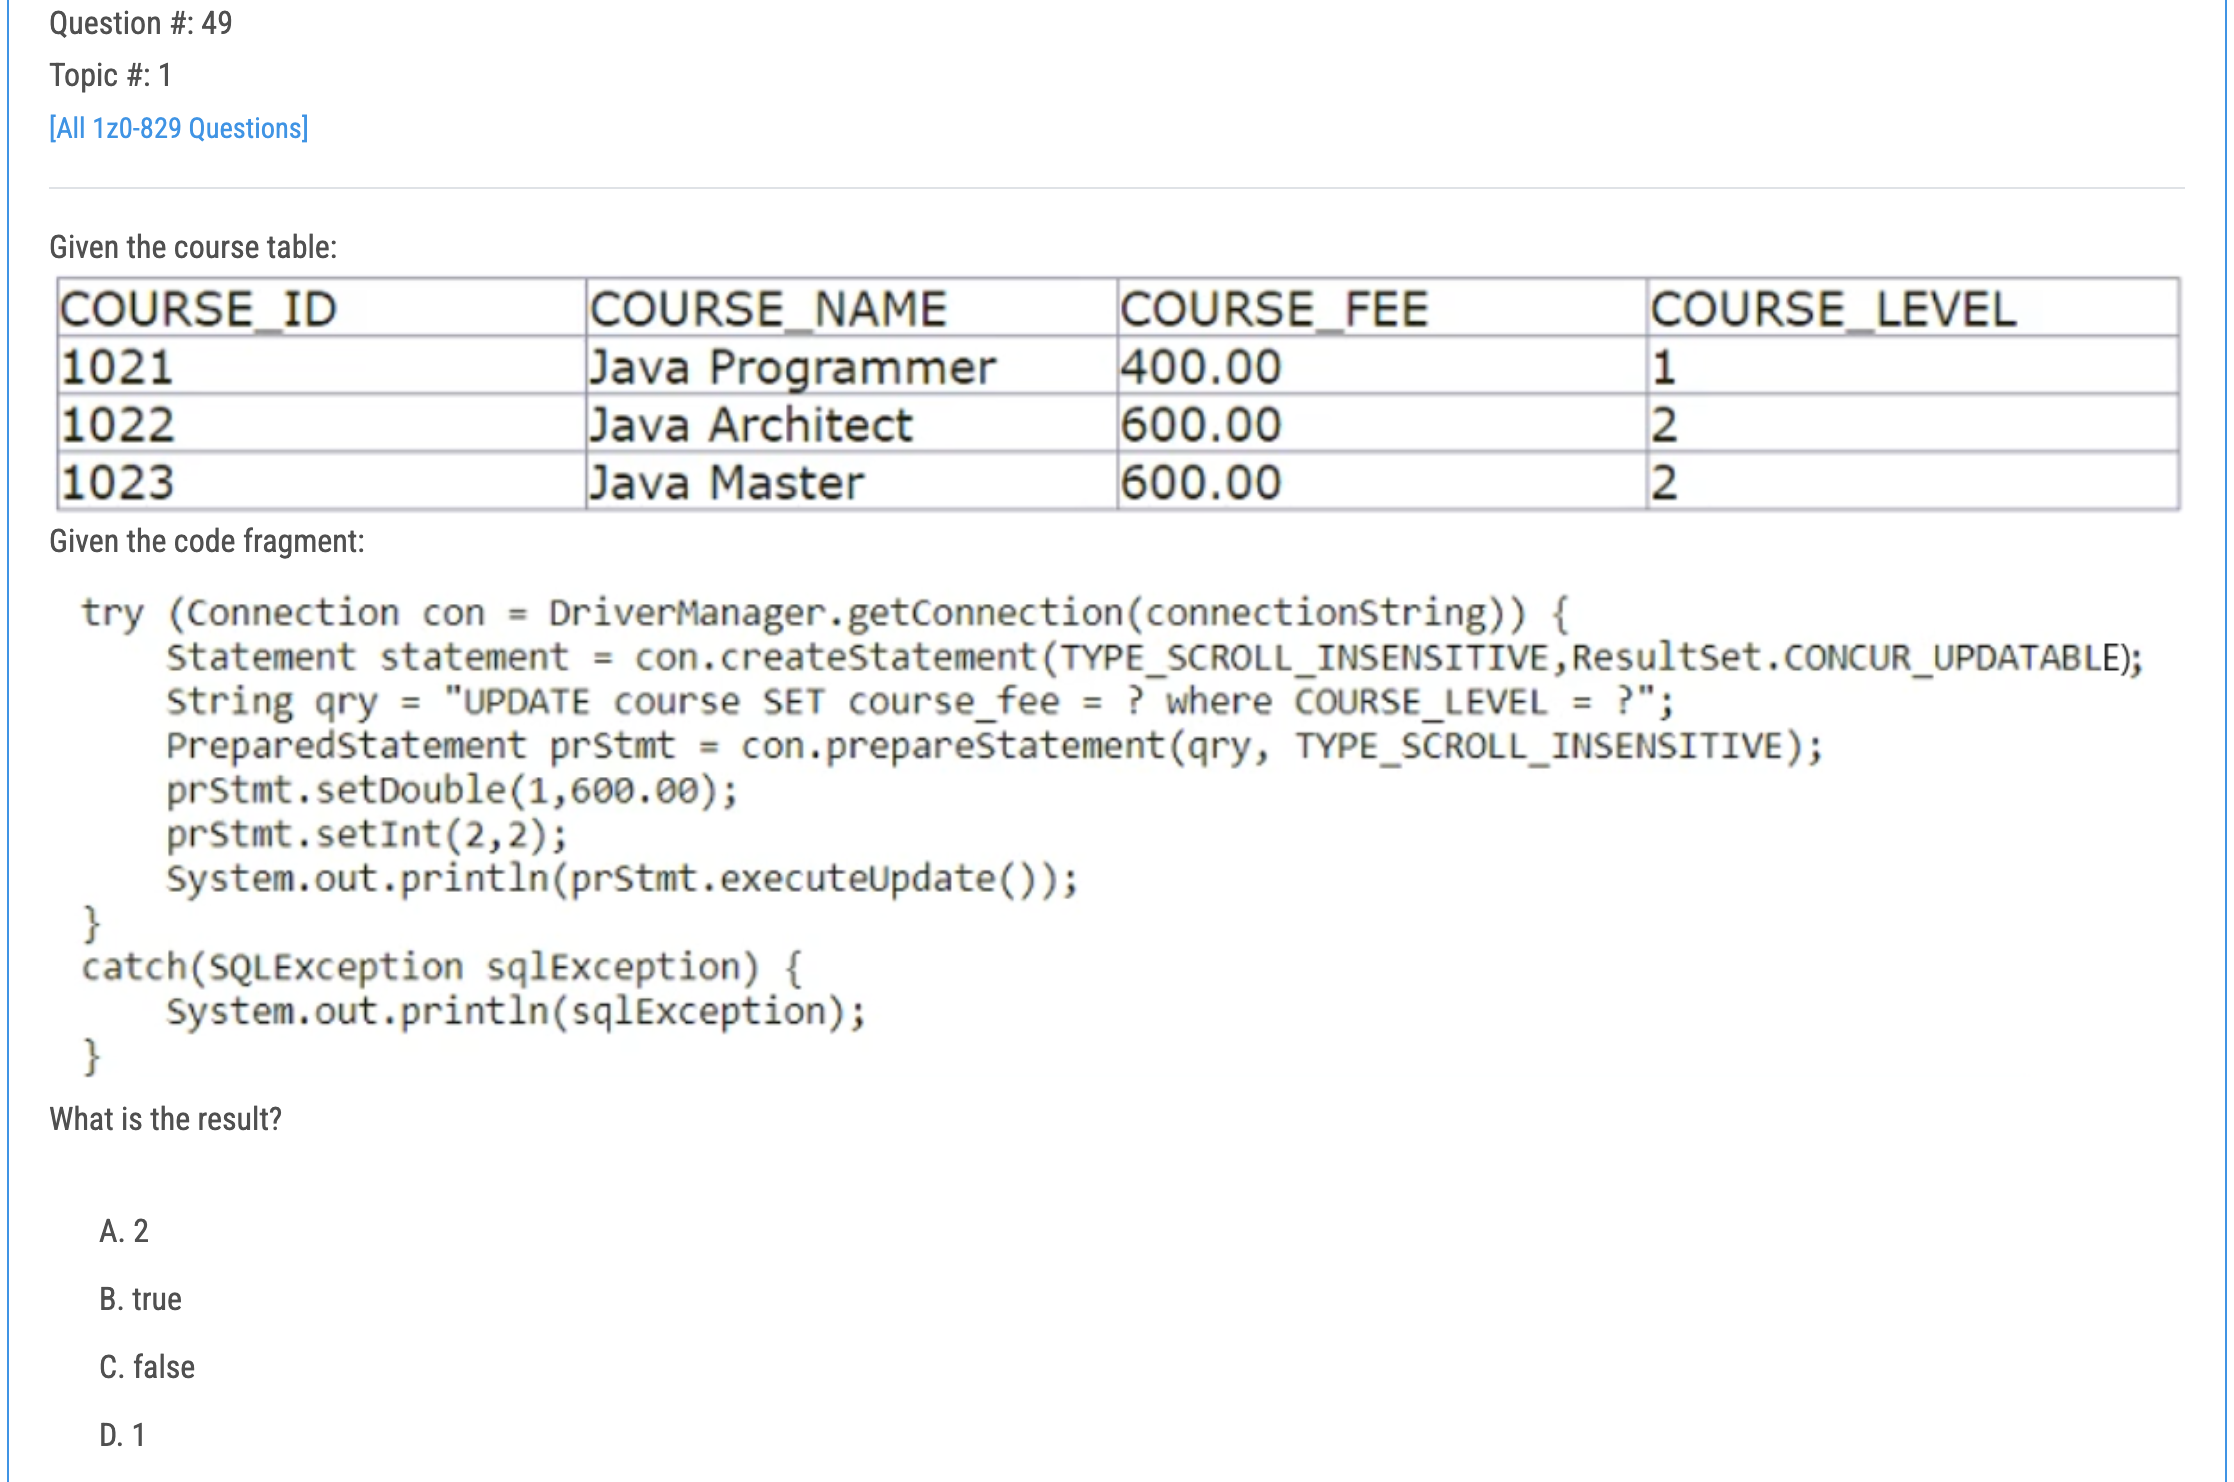 Question #: 49
Topic #: 1
[All 1z0-829 Questions]
Given the course table:
COURSE_ID COURSE_NAME COURSE_FEE COURSE_LEVEL
1021 Java Programmer 400.00 1
1022 Java Architect 600.00 2
1023 Java Master 600.00 2
Given the code fragment:
try (Connection con = DriverManager.getConnection(connectionString)) {
Statement statement = con.createStatement(TYPE_SCROLL_INSENSITIVE,ResultSet.CONCUR_UPDATABLE);
String qry = "UPDATE course SET course_fee = ? where COURSE_LEVEL = ?";
PreparedStatement prStmt = con.prepareStatement(qry, TYPE_SCROLL_INSENSITIVE);
prStmt.setDouble(1,600.00);
prStmt.setInt(2,2);
System.out.println(prStmt.executeUpdate());
}
catch(SQLException sqlException) {
System.out.println(sqlException);
}
What is the result?
A. 2
B. true
C. false
D. 1